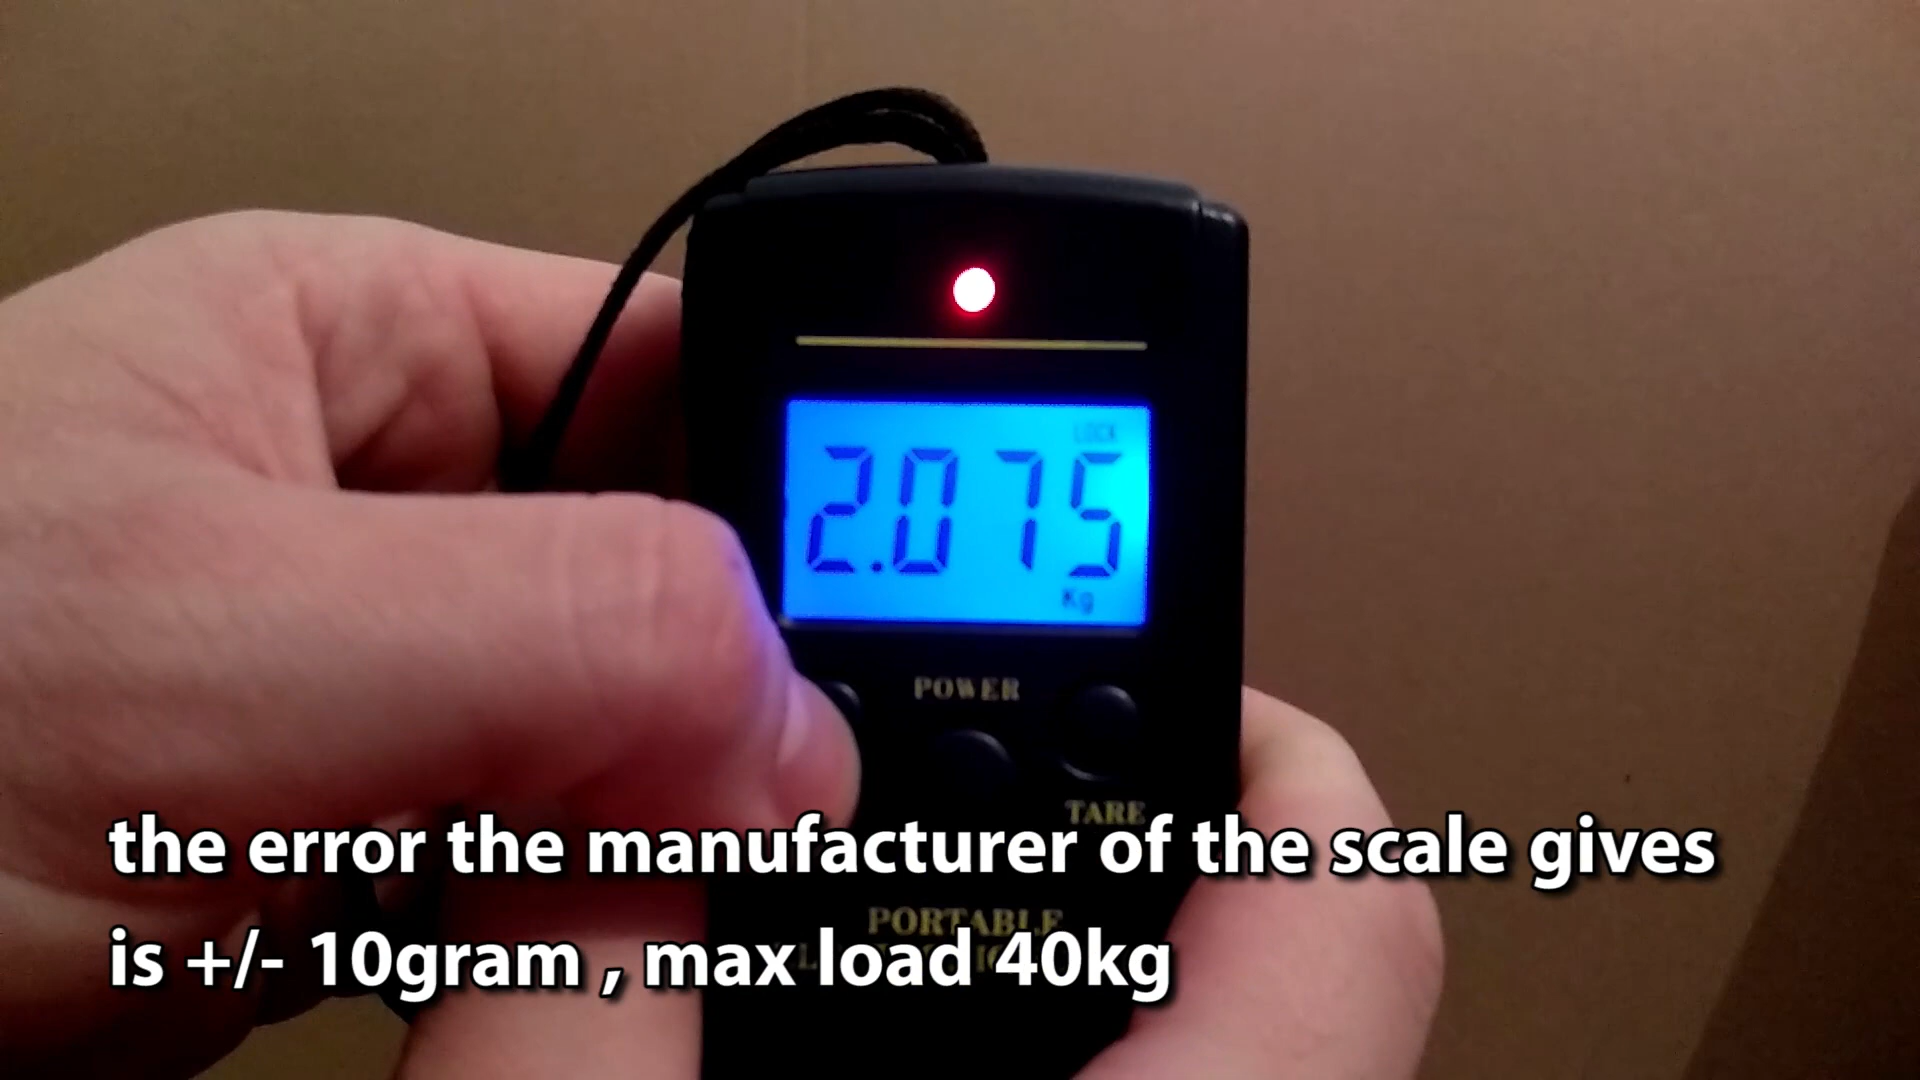 LOCK
2.075
Kg
POWER
TARE
the error the manufacturer of the scale gives
is +/- 10gram , max load 40kg
PORTABLE